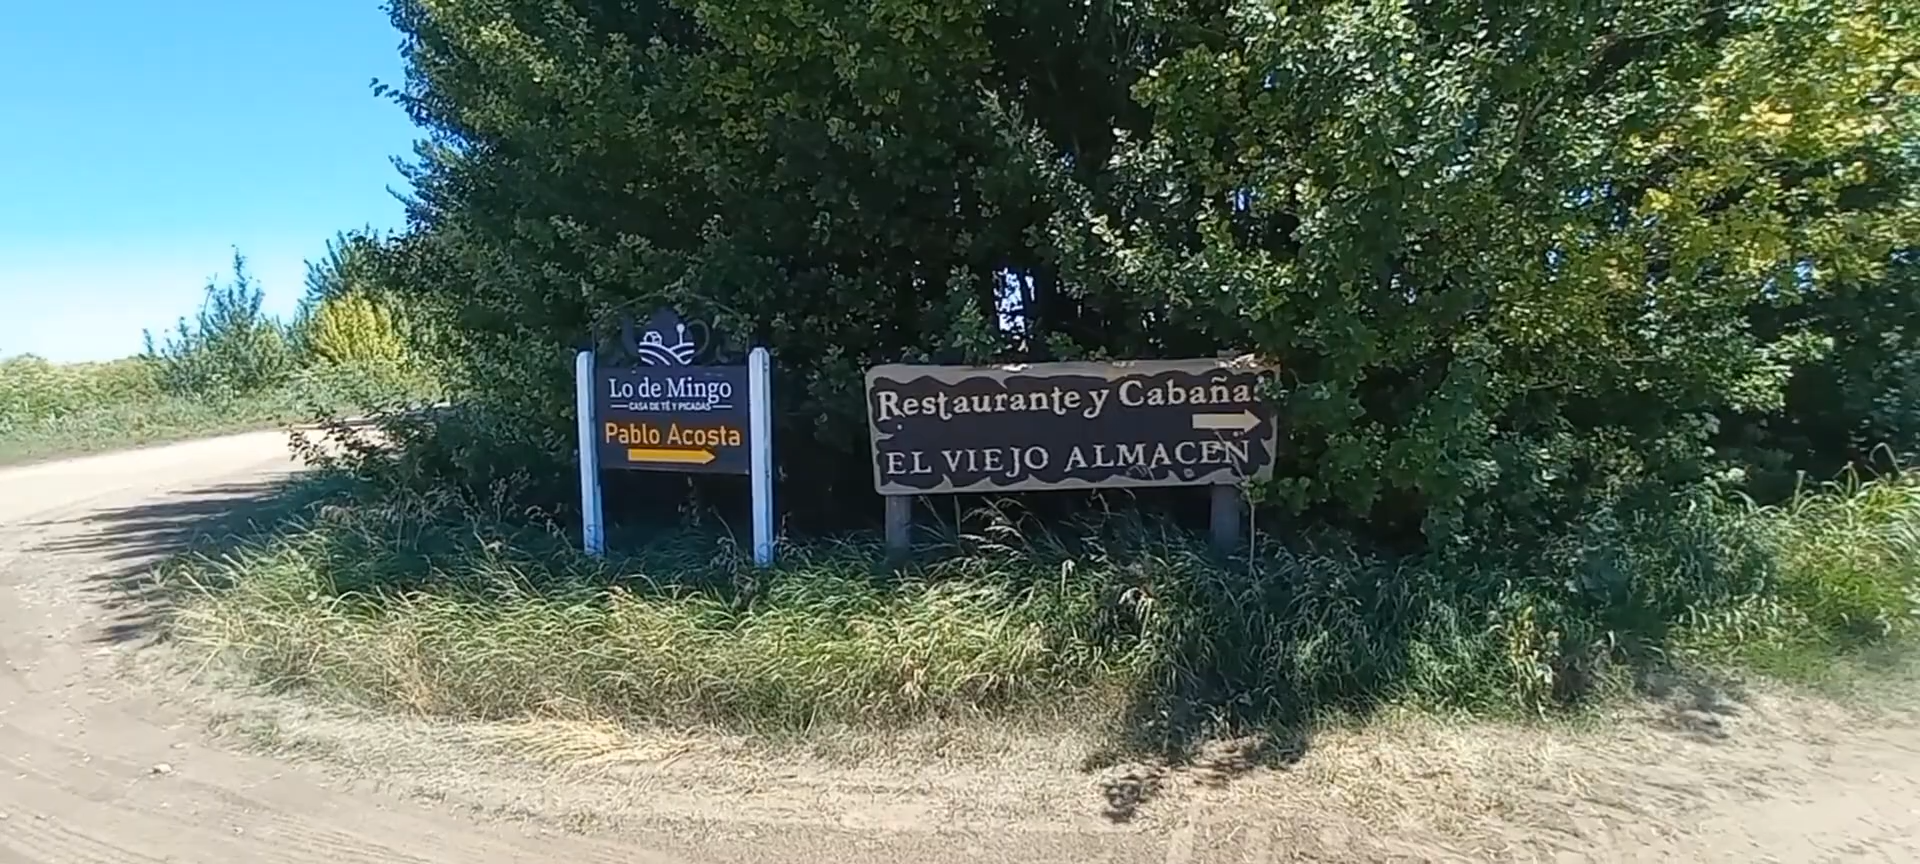 Lo de Mingo
CASA DE TÉ Y PICADAS
Pablo Acosta
Restaurante y Cabañas
EL VIEJO ALMACEN